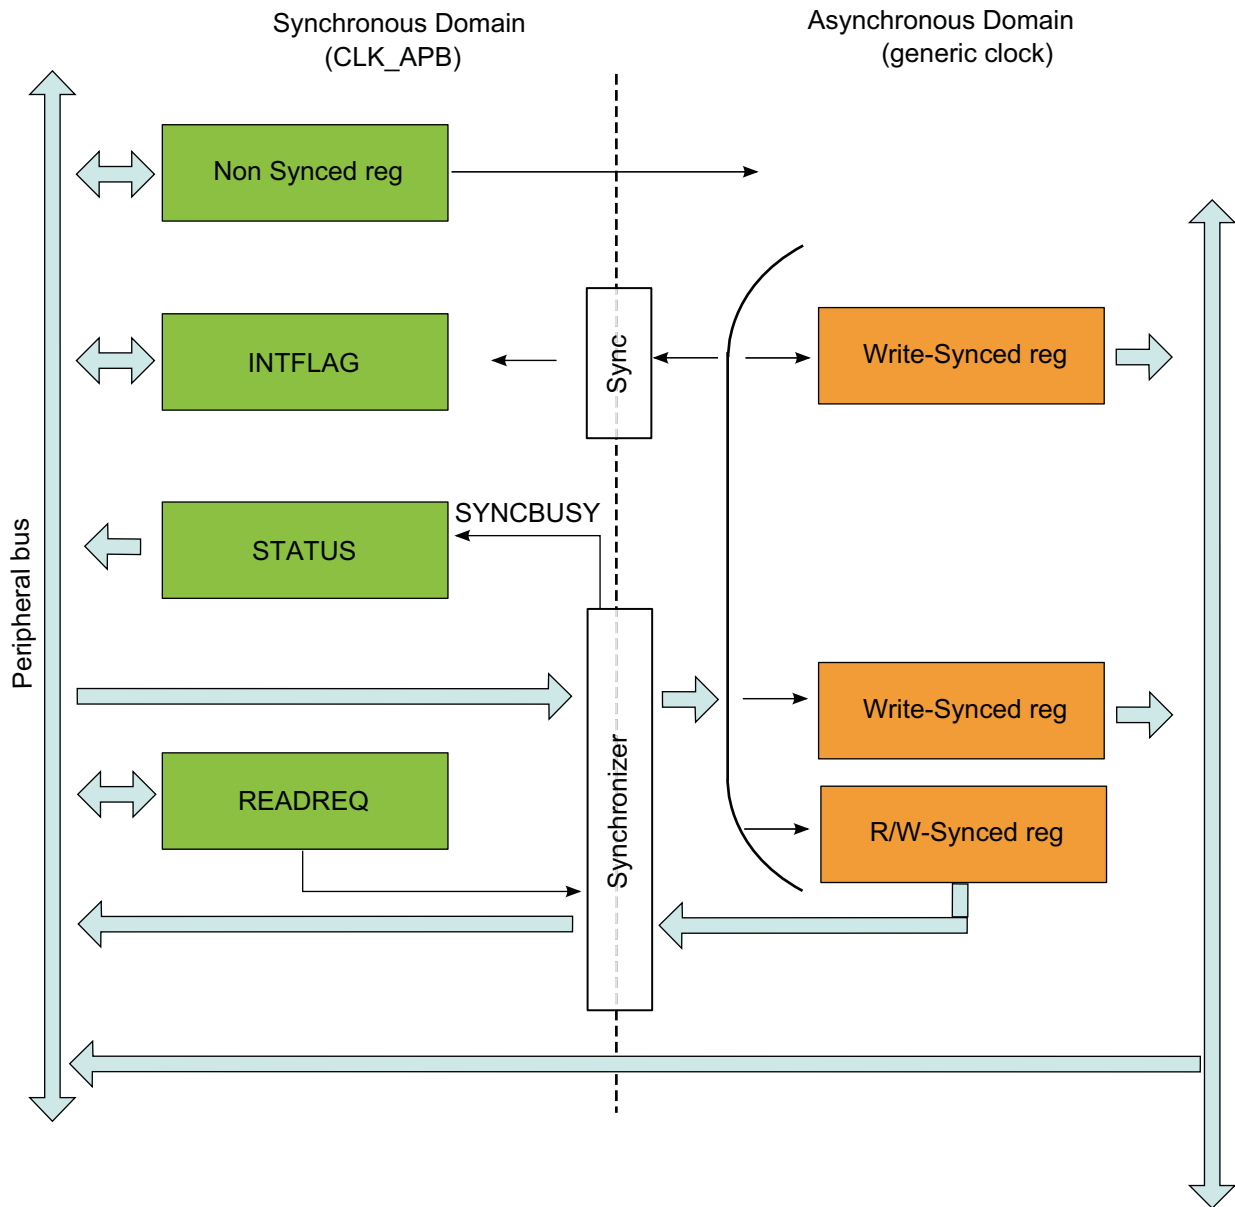 Synchronous Domain
(CLK_APB)
Asynchronous Domain
(generic clock)
Non Synced reg
INTFLAG
Sync
Write-Synced reg
SYNCBUSY
STATUS
Peripheral bus
Write-Synced reg
READREQ
Synchronizer
R/W-Synced reg